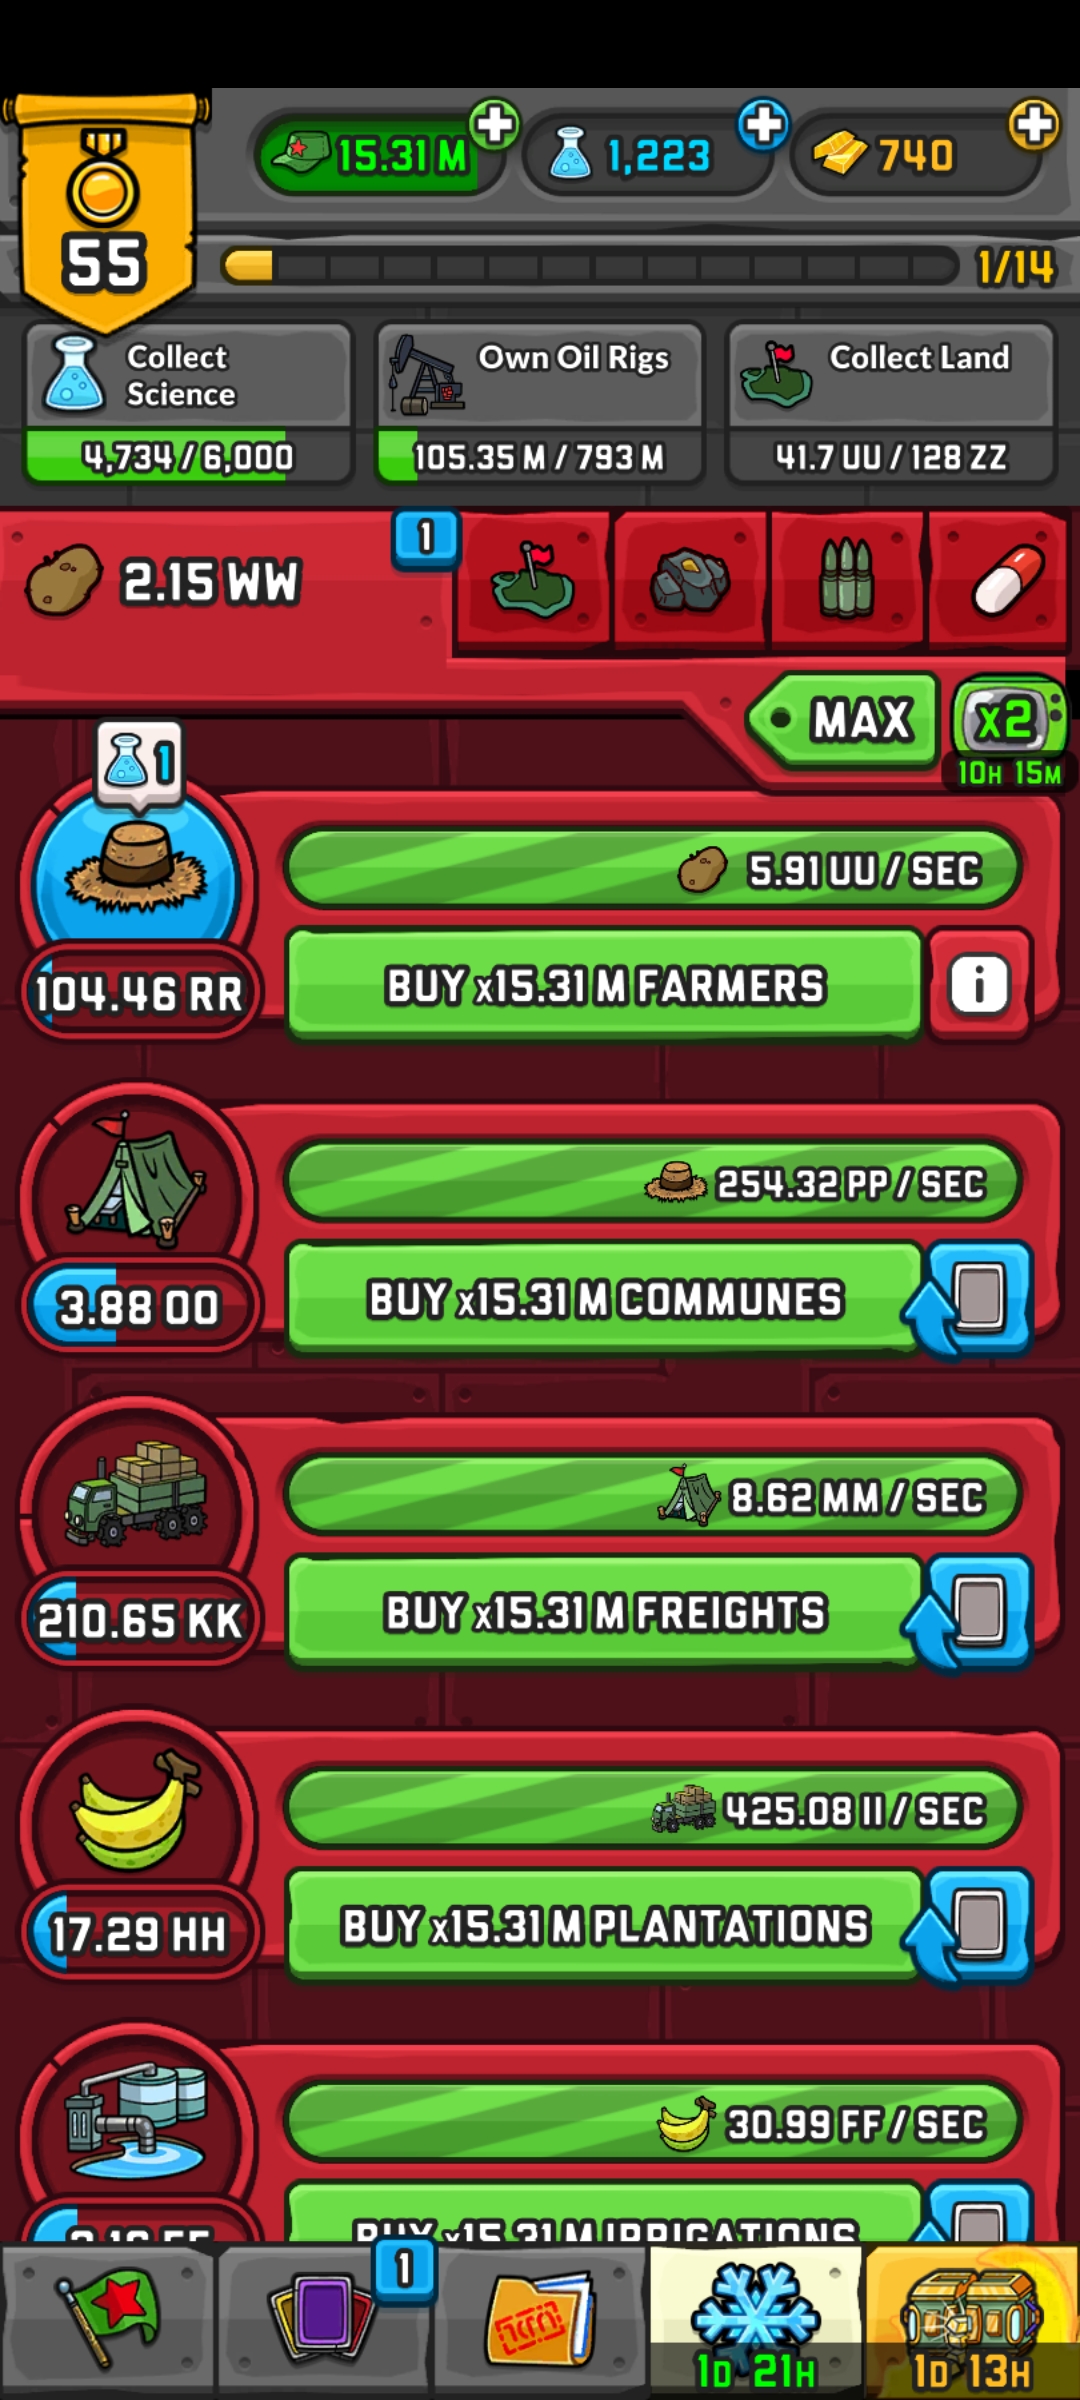 15.31 M
1,223
740
55
1/14
Collect
Science
4,734 / 6,000
Own Oil Rigs
105.35 M / 793 M
Collect Land
41.7 UU / 128 ZZ
2.15 WW
1
MAX
x2
10H 15M
1
5.91 UU / SEC
104.46 RR
BUY x15.31 M FARMERS
i
254.32 PP / SEC
3.88 OO
BUY x15.31 M COMMUNES
8.62 MM / SEC
210.65 KK
BUY x15.31 M FREIGHTS
425.08 II / SEC
17.29 HH
BUY x15.31 M PLANTATIONS
30.99 FF / SEC
BUY x15.31 M IRRIGATIONS
1
1D 21H
1D 13H